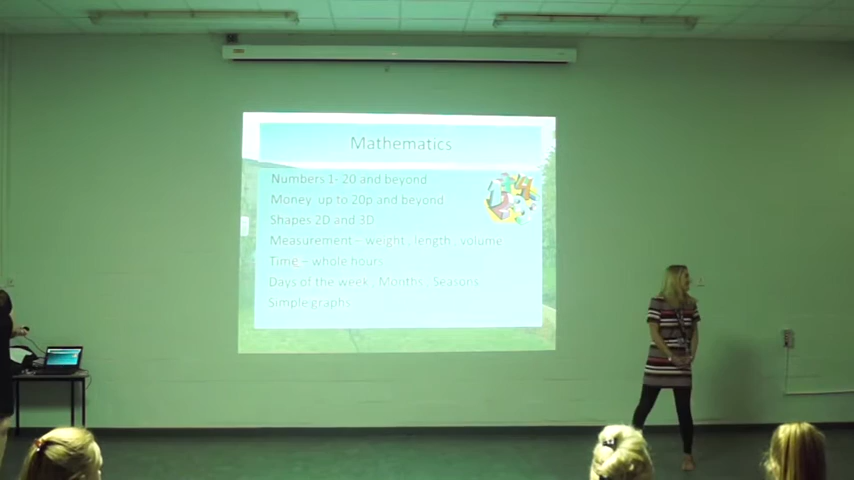 Mathematics
Numbers 1- 20 and beyond
Money up to 20p and beyond
Shapes 2D and 3D
Measurement – weight , length , volume
Time – whole hours
Days of the week , Months , Seasons
Simple graphs